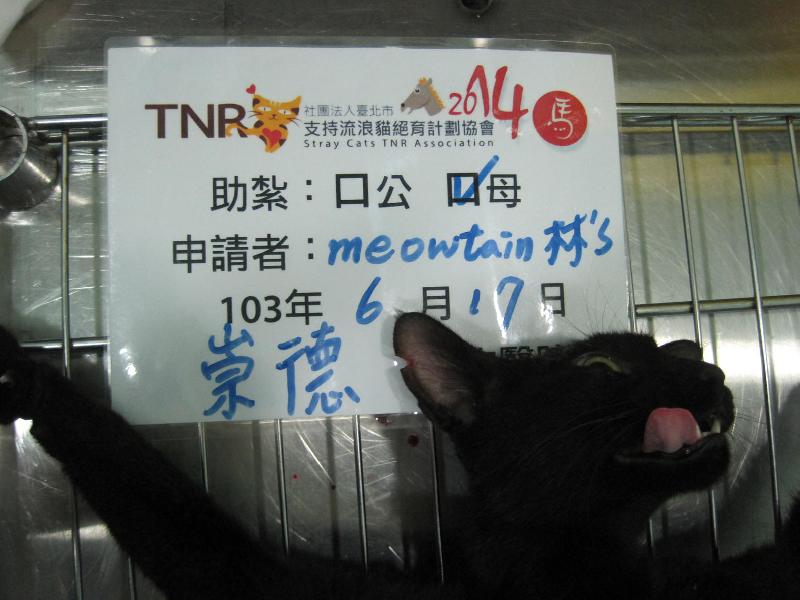 TNR 社團法人臺北市 2014 馬
支持流浪貓絕育計劃協會
Stray Cats TNR Association
助紮：口公 口母
申請者：meowtain 林's
103年 6月17日
崇德